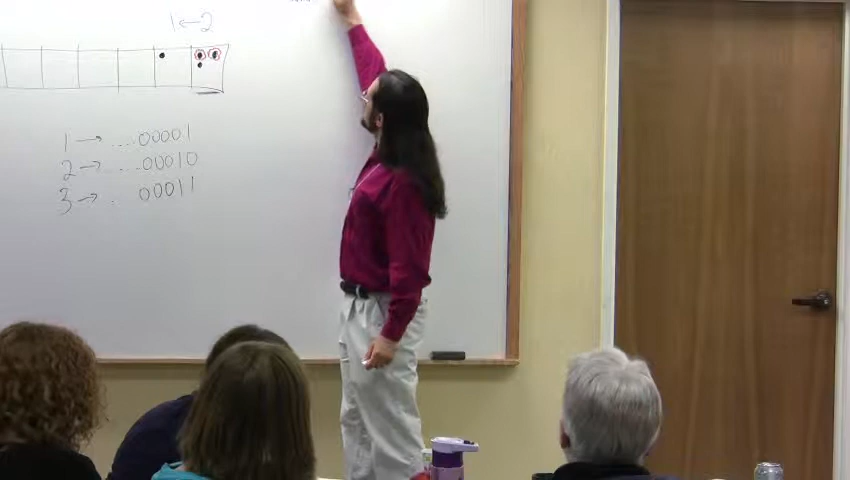 1 ← 2
1 → ....00001
2 → ....00010
3 → . 00011